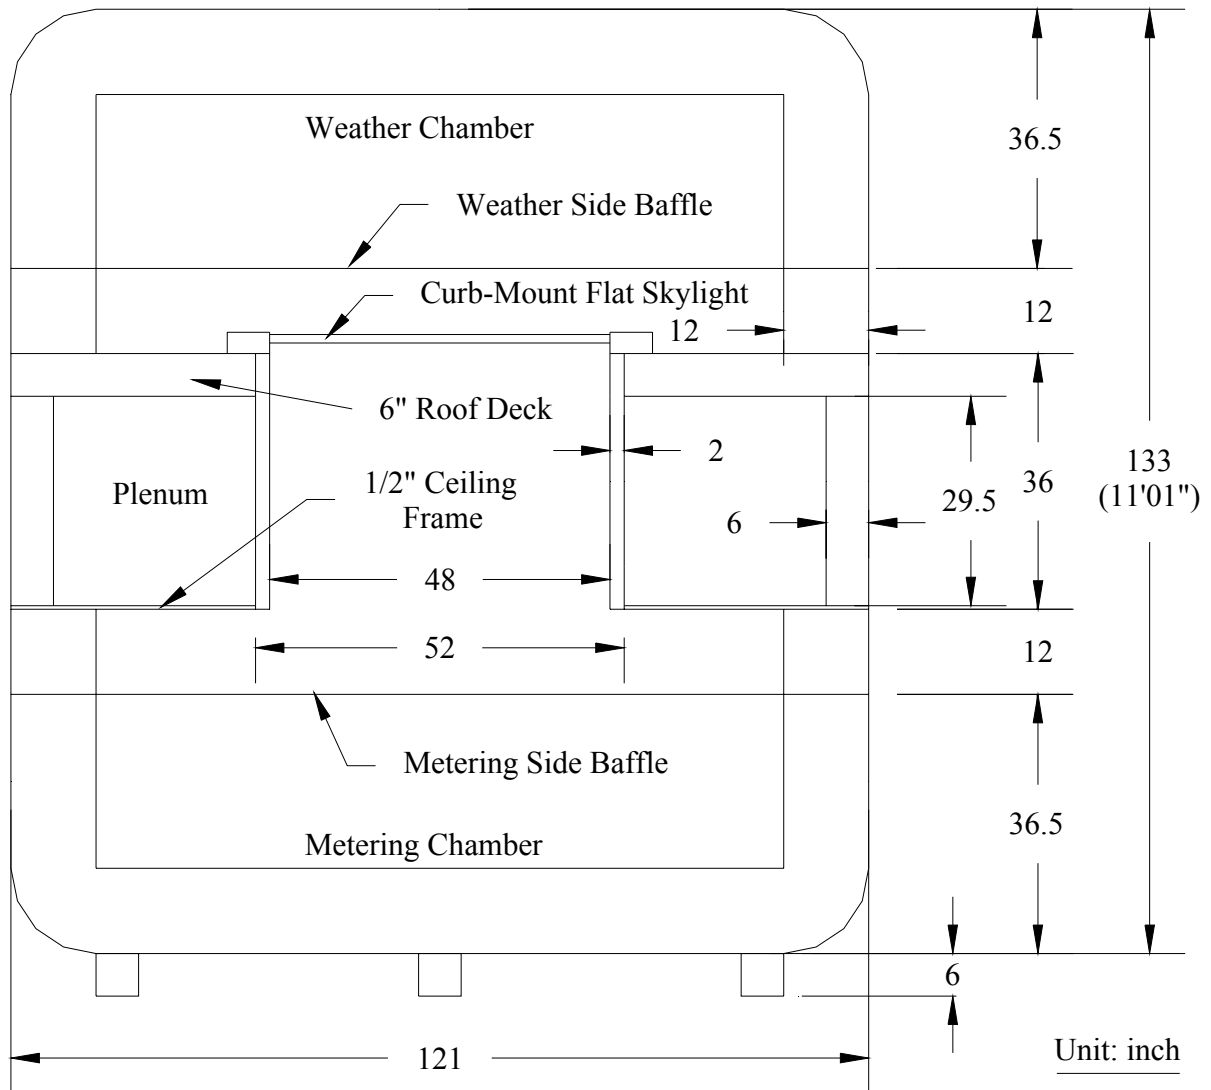 Weather Chamber
36.5
Weather Side Baffle
Curb-Mount Flat Skylight
12
12
6" Roof Deck
2
133
(11'01")
1/2" Ceiling
Frame
Plenum
29.5
36
6
48
52
12
Metering Side Baffle
36.5
Metering Chamber
6
121
Unit: inch